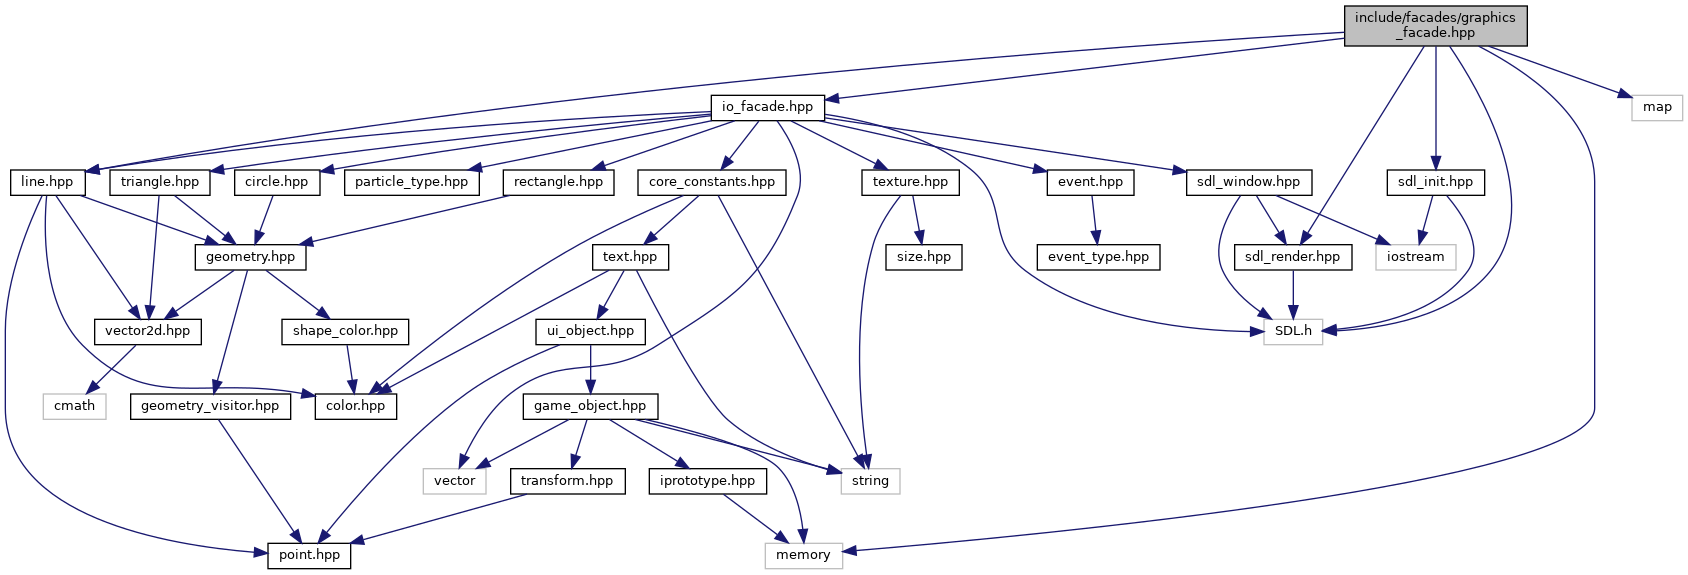 include/facades/graphics
_facade.hpp
io_facade.hpp
map
line.hpp
triangle.hpp
circle.hpp
particle_type.hpp
rectangle.hpp
core_constants.hpp
texture.hpp
event.hpp
sdl_window.hpp
sdl_init.hpp
geometry.hpp
text.hpp
size.hpp
event_type.hpp
sdl_render.hpp
iostream
vector2d.hpp
shape_color.hpp
ui_object.hpp
SDL.h
cmath
geometry_visitor.hpp
color.hpp
game_object.hpp
vector
transform.hpp
iprototype.hpp
string
point.hpp
memory